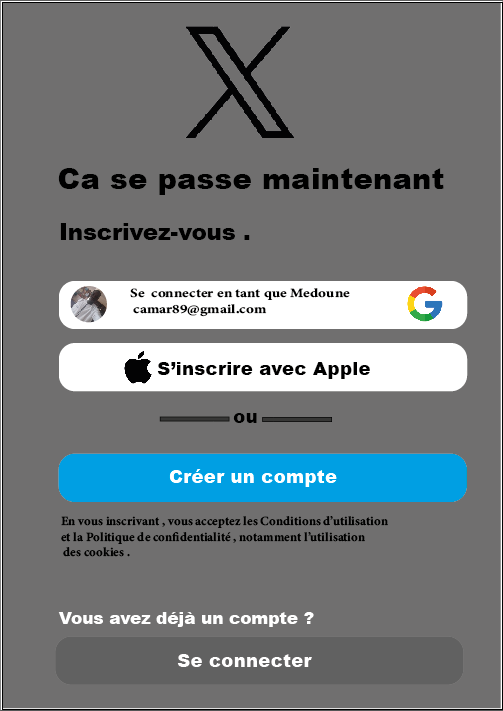 Ca se passe maintenant
Inscrivez-vous .
Se connecter en tant que Medoune
camar89@gmail.com
S’inscrire avec Apple
ou
Créer un compte
En vous inscrivant , vous acceptez les Conditions d’utilisation
et la Politique de confidentialité , notamment l’utilisation
des cookies .
Vous avez déjà un compte ?
Se connecter